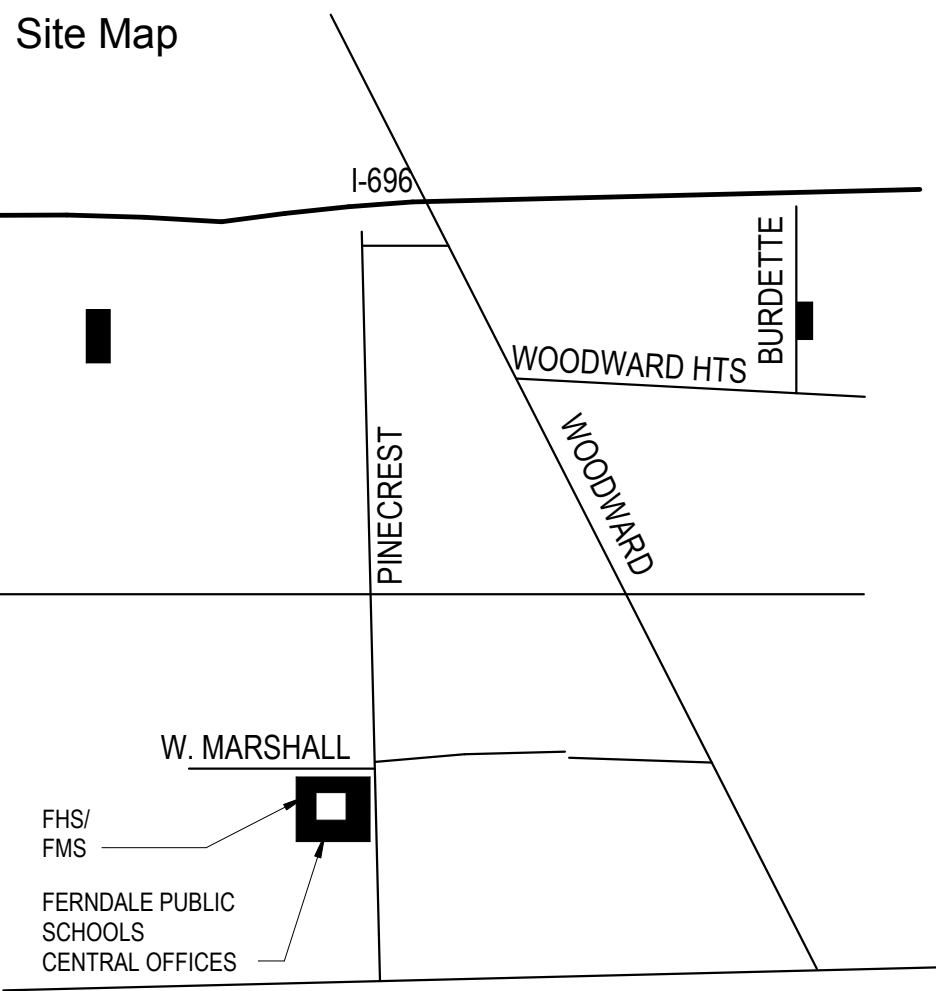 Site Map
I-696
BURDETTE
WOODWARD HTS
WOODWARD
PINECREST
W. MARSHALL
FHS/
FMS
FERNDALE PUBLIC
SCHOOLS
CENTRAL OFFICES